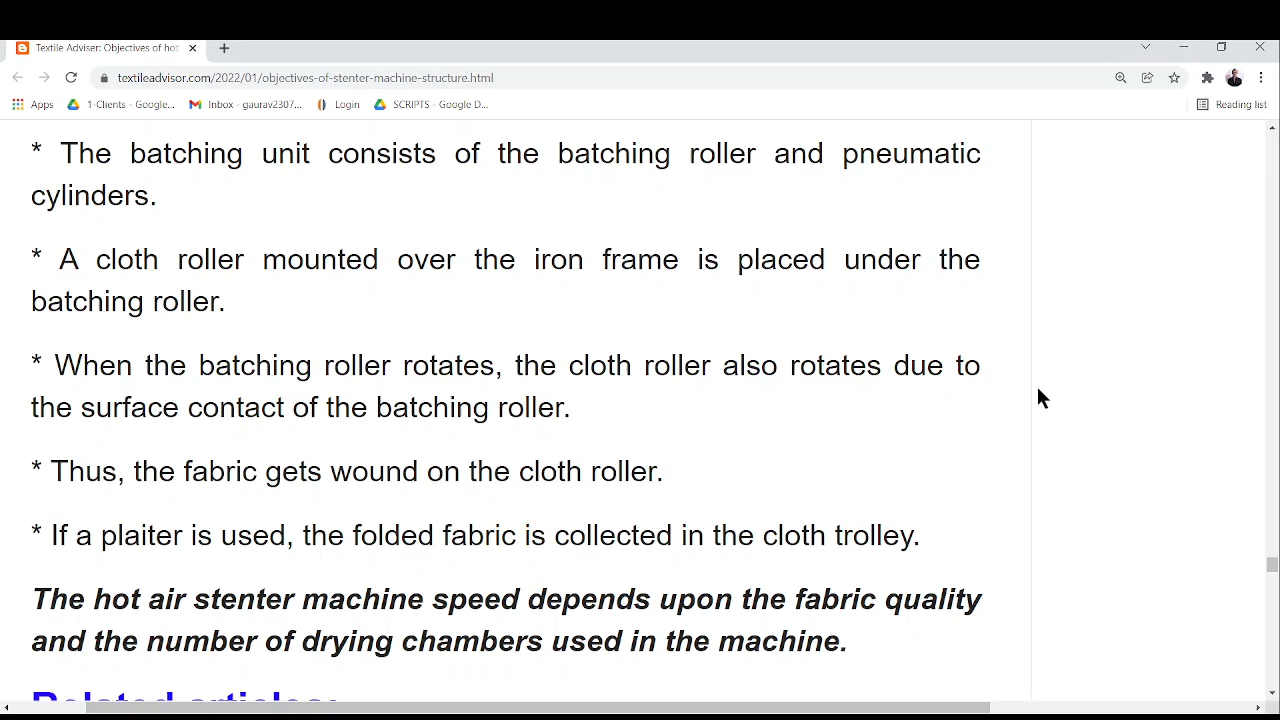 Textile Adviser: Objectives of hot
textileadvisor.com/2022/01/objectives-of-stenter-machine-structure.html
Apps 1-Clients - Google... Inbox - gaurav2307... Login SCRIPTS - Google D... Reading list
* The batching unit consists of the batching roller and pneumatic
cylinders.
* A cloth roller mounted over the iron frame is placed under the
batching roller.
* When the batching roller rotates, the cloth roller also rotates due to
the surface contact of the batching roller.
* Thus, the fabric gets wound on the cloth roller.
* If a plaiter is used, the folded fabric is collected in the cloth trolley.
The hot air stenter machine speed depends upon the fabric quality
and the number of drying chambers used in the machine.
Related articles: